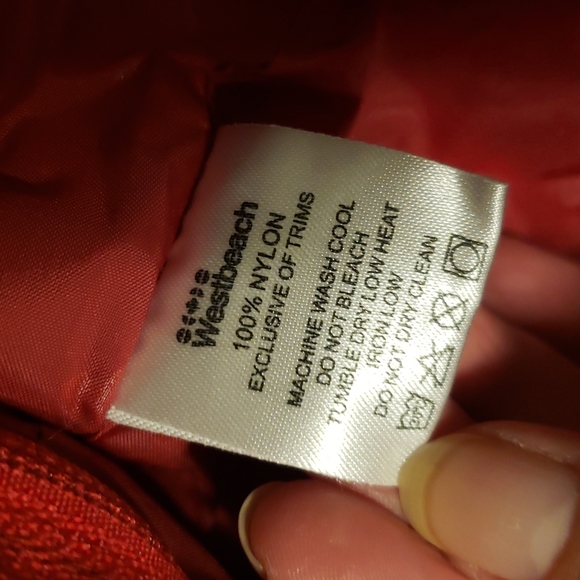 Westbeach
100% NYLON
EXCLUSIVE OF TRIMS
MACHINE WASH COOL
DO NOT BLEACH
TUMBLE DRY LOW HEAT
IRON LOW
DO NOT DRY CLEAN